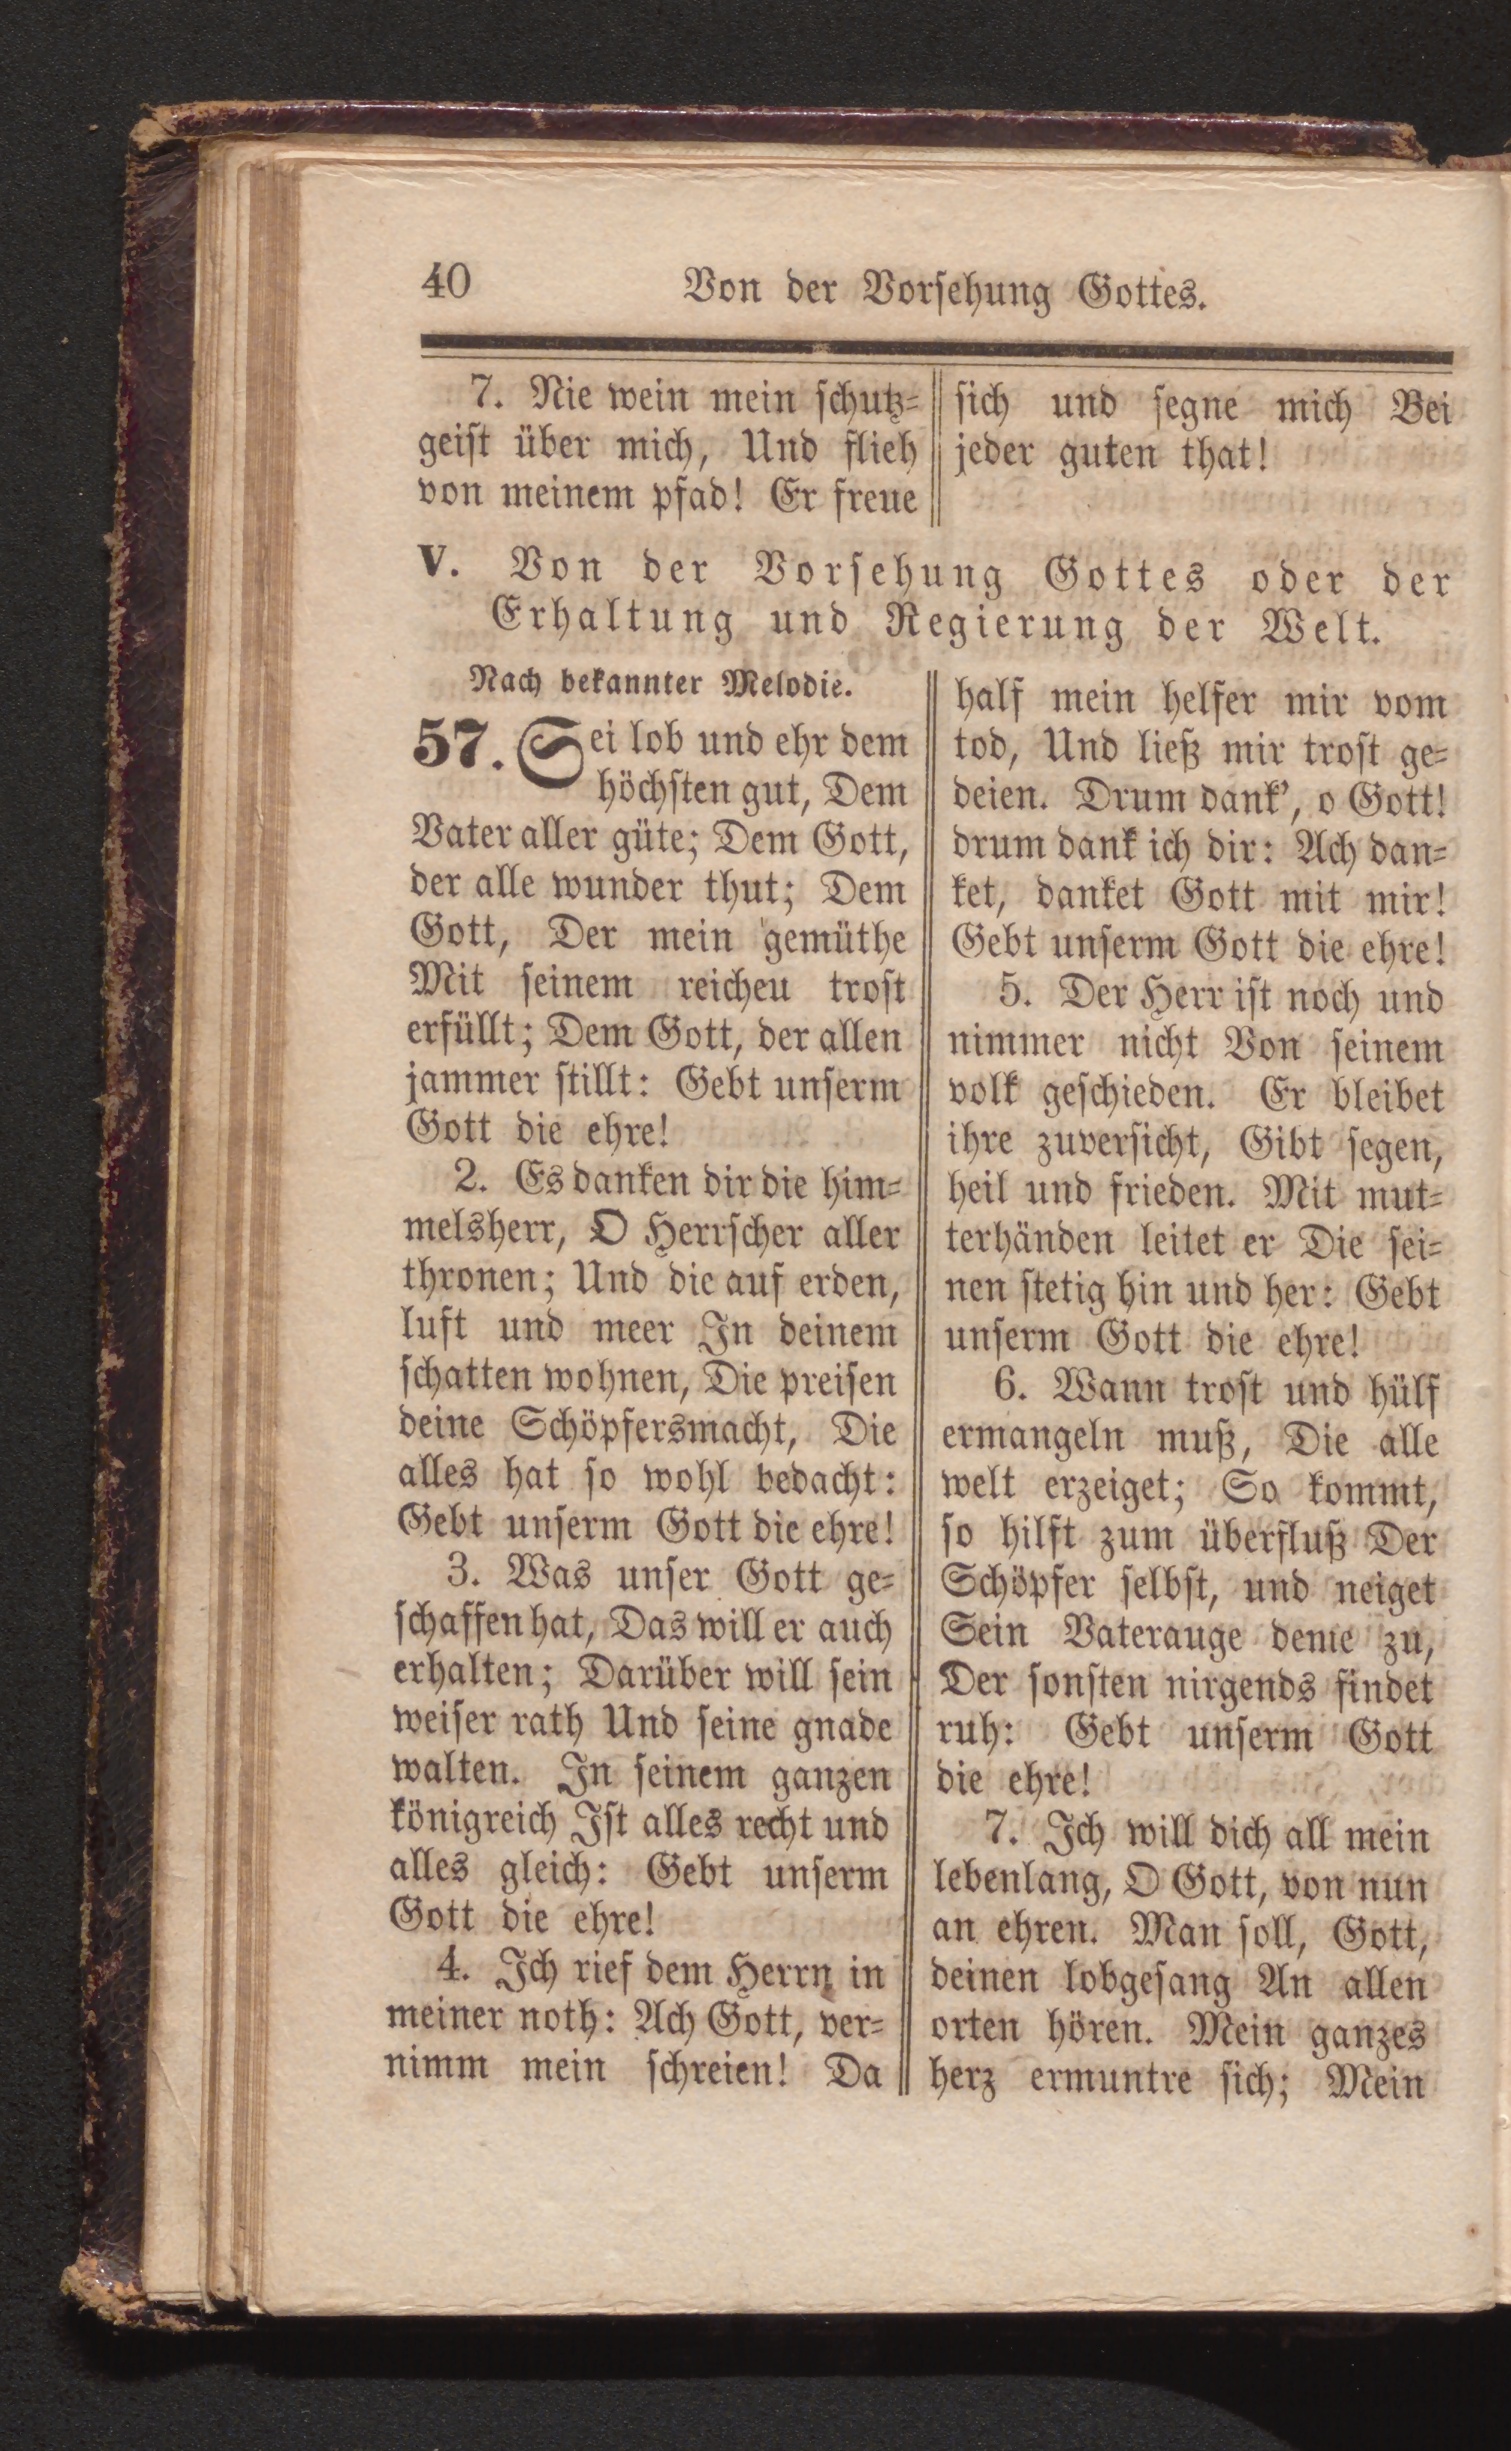 40 Von der Vorsehung Gottes.
7. Nie wein mein schutz=
geist über mich, Und flieh
von meinem pfad! Er freue
sich und segne mich Bei
jeder guten that!
V. Von der Vorsehung Gottes oder der
Erhaltung und Regierung der Welt.
Nach bekannter Melodie.
57. Sei lob und ehr dem
höchsten gut, Dem
Vater aller güte; Dem Gott,
der alle wunder thut; Dem
Gott, Der mein gemüthe
Mit seinem reicheu trost
erfüllt; Dem Gott, der allen
jammer stillt: Gebt unserm
Gott die ehre!
2. Es danken dir die him=
melsherr, O Herrscher aller
thronen; Und die auf erden,
luft und meer In deinem
schatten wohnen, Die preisen
deine Schöpfersmacht, Die
alles hat so wohl bedacht:
Gebt unserm Gott die ehre!
3. Was unser Gott ge=
schaffen hat, Das will er auch
erhalten; Darüber will sein
weiser rath Und seine gnade
walten. In seinem ganzen
königreich Ist alles recht und
alles gleich: Gebt unserm
Gott die ehre!
4. Ich rief dem Herrn in
meiner noth: Ach Gott, ver=
nimm mein schreien! Da
half mein helfer mir vom
tod, Und ließ mir trost ge=
deien. Drum dank', o Gott!
drum dank ich dir: Ach dan=
ket, danket Gott mit mir!
Gebt unserm Gott die ehre!
5. Der Herr ist noch und
nimmer nicht Von seinem
volk geschieden. Er bleibet
ihre zuversicht, Gibt segen,
heil und frieden. Mit mut=
terhänden leitet er Die sei=
nen stetig hin und her: Gebt
unserm Gott die ehre!
6. Wann trost und hülf
ermangeln muß, Die alle
welt erzeiget; So kommt,
so hilft zum überfluß Der
Schöpfer selbst, und neiget
Sein Vaterauge deme zu,
Der sonsten nirgends findet
ruh: Gebt unserm Gott
die ehre!
7. Ich will dich all mein
lebenlang, O Gott, von nun
an ehren. Man soll, Gott,
deinen lobgesang An allen
orten hören. Mein ganzes
herz ermuntre sich; Mein